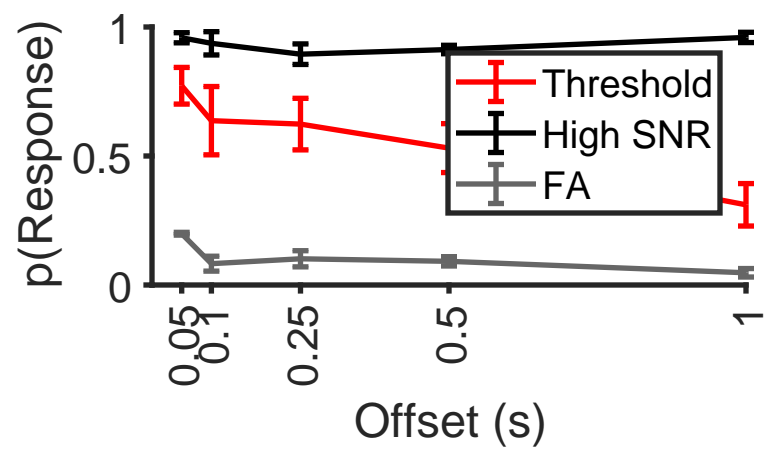 p(Response)
1
0.5
0
Threshold
High SNR
FA
0.05
0.1
0.25
0.5
1
Offset (s)